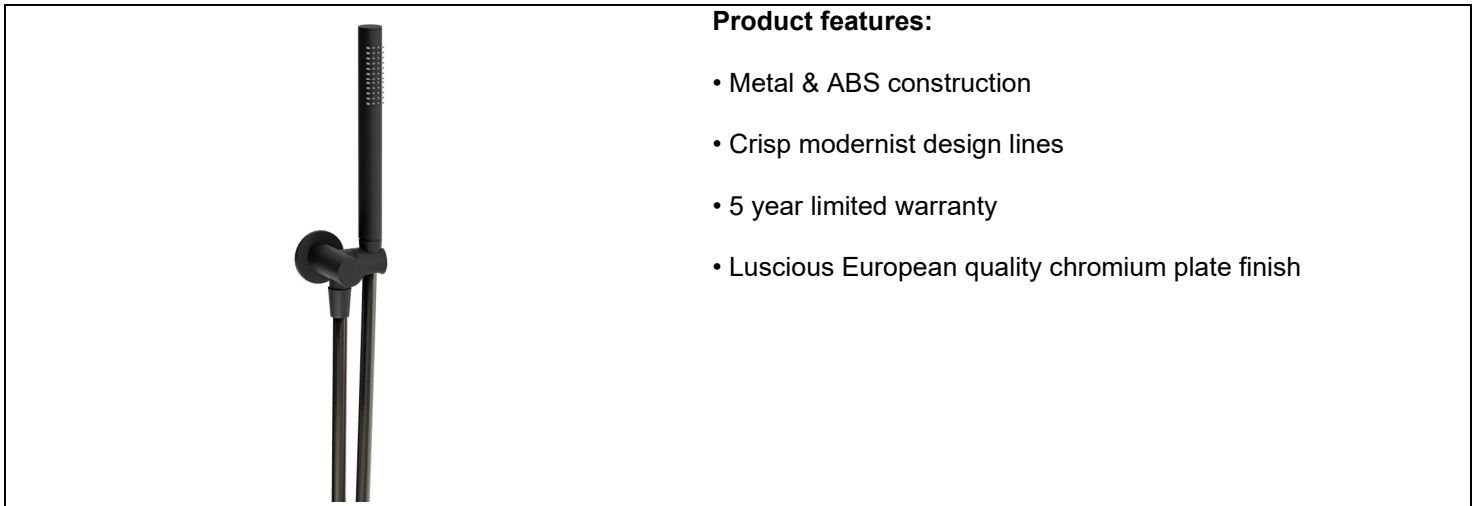 Product features:
• Metal & ABS construction
• Crisp modernist design lines
• 5 year limited warranty
• Luscious European quality chromium plate finish